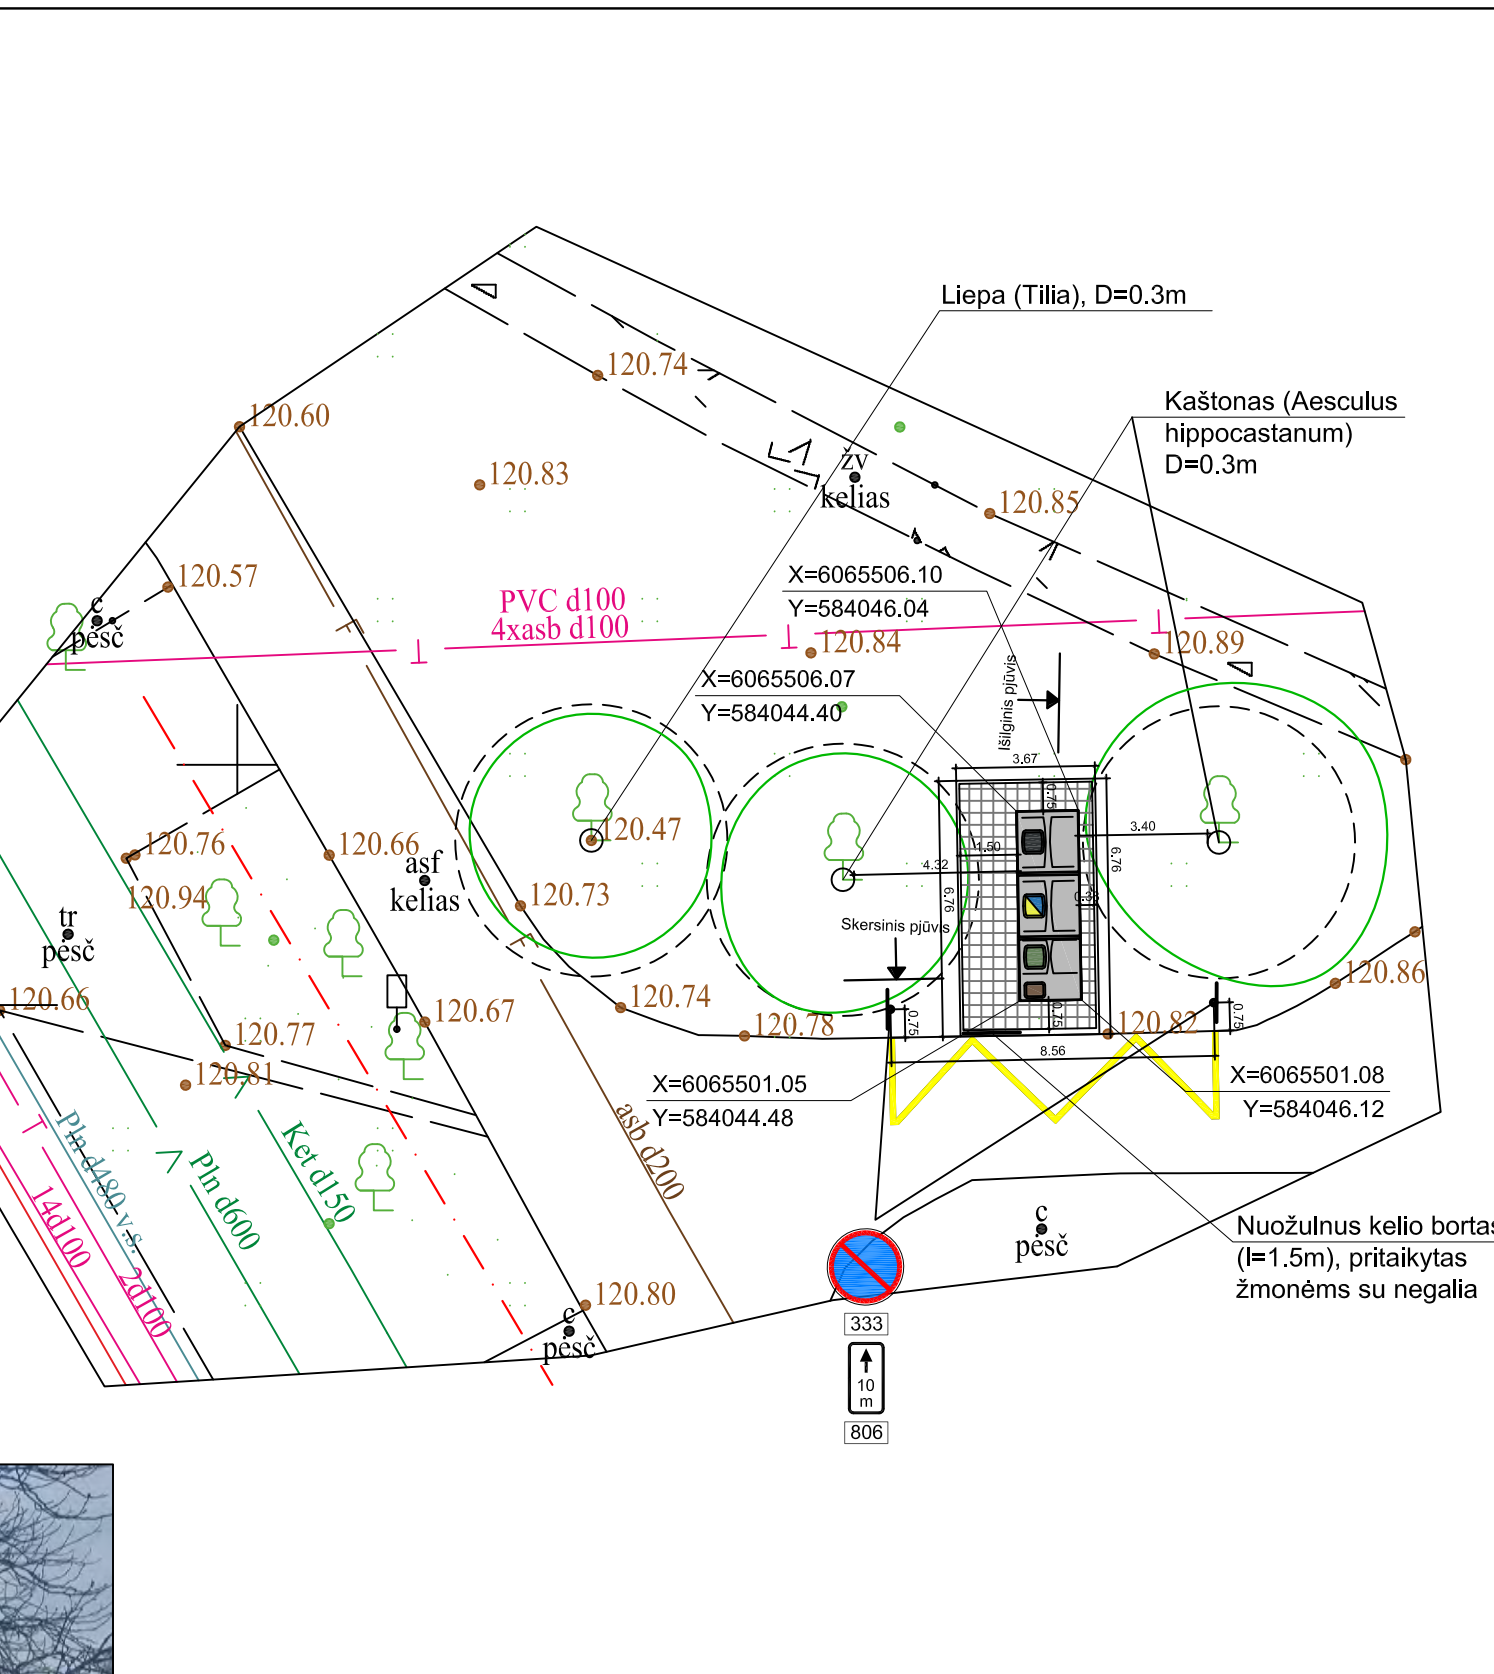 Liepa (Tilia), D=0.3m
120.74
Kaštonas (Aesculus
hippocastanum)
D=0.3m
120.60
120.83
žv
kelias
120.85
120.57
X=6065506.10
Y=584046.04
PVC d100
4xasb d100
c
pėsč
120.84
120.89
X=6065506.07
Y=584044.40
Išilginis pjūvis
3.67
0.75
120.47
3.40
120.76
120.66
1.50
4.32
6.76
6.76
asf
kelias
120.94
120.73
Skersinis pjūvis
tr
pėsč
120.86
120.66
120.74
120.67
0.75
0.75
0.75
120.78
120.82
120.77
8.56
120.81
X=6065501.05
Y=584044.48
X=6065501.08
Y=584046.12
asb d200
Pln d480 v.s.
Ket d150
Pln d600
14d100
2d100
c
pėsč
Nuožulnus kelio bortas
(l=1.5m), pritaikytas
žmonėms su negalia
120.80
c
pėsč
333
10
m
806